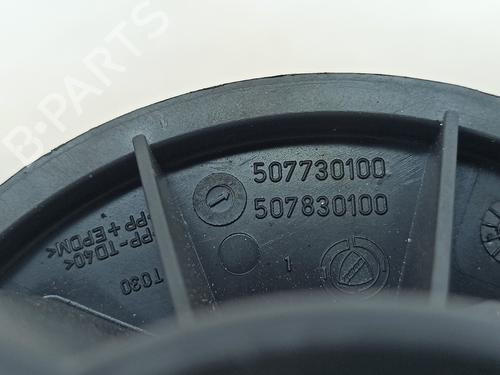 B-PARTS
507730100
507830100
>PP-TD40<
>PP+EPDM<
T030
1